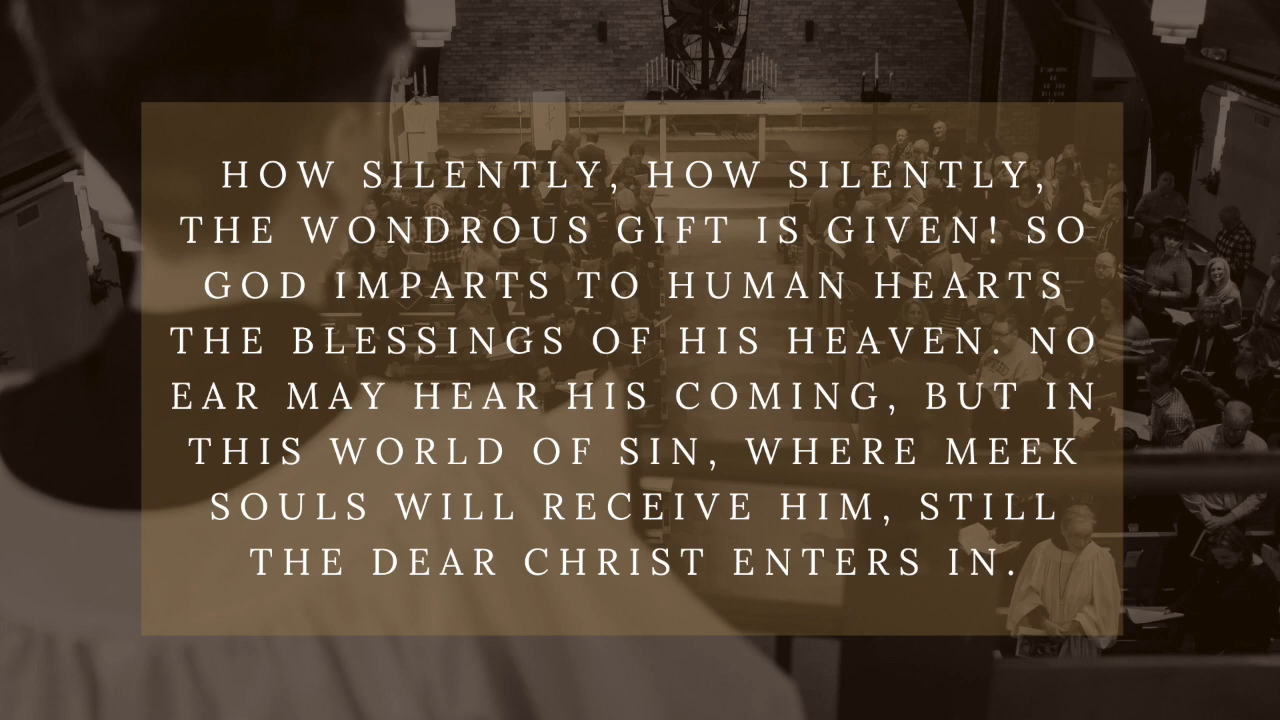 HOW SILENTLY, HOW SILENTLY,
THE WONDROUS GIFT IS GIVEN! SO
GOD IMPARTS TO HUMAN HEARTS
THE BLESSINGS OF HIS HEAVEN. NO
EAR MAY HEAR HIS COMING, BUT IN
THIS WORLD OF SIN, WHERE MEEK
SOULS WILL RECEIVE HIM, STILL
THE DEAR CHRIST ENTERS IN.